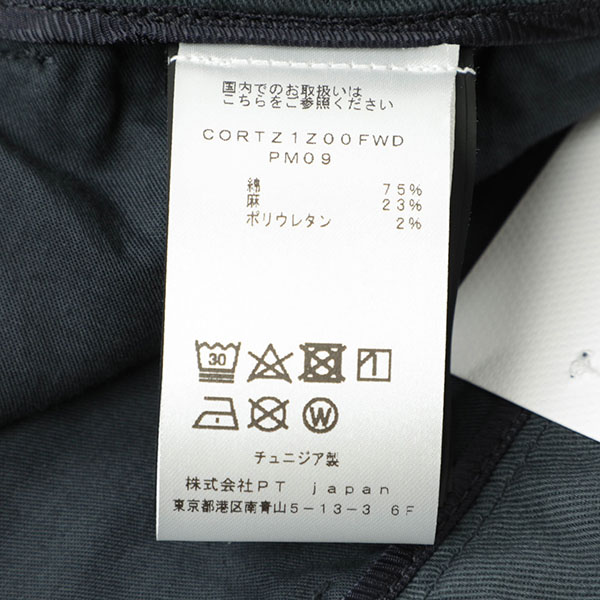 国内でのお取扱いは
こちらをご参照ください
CORTZ1Z00FWD
PM09
綿 75%
麻 23%
ポリウレタン 2%
30
1
W
チュニジア製
株式会社PT japan
東京都港区南青山5-13-3 6F